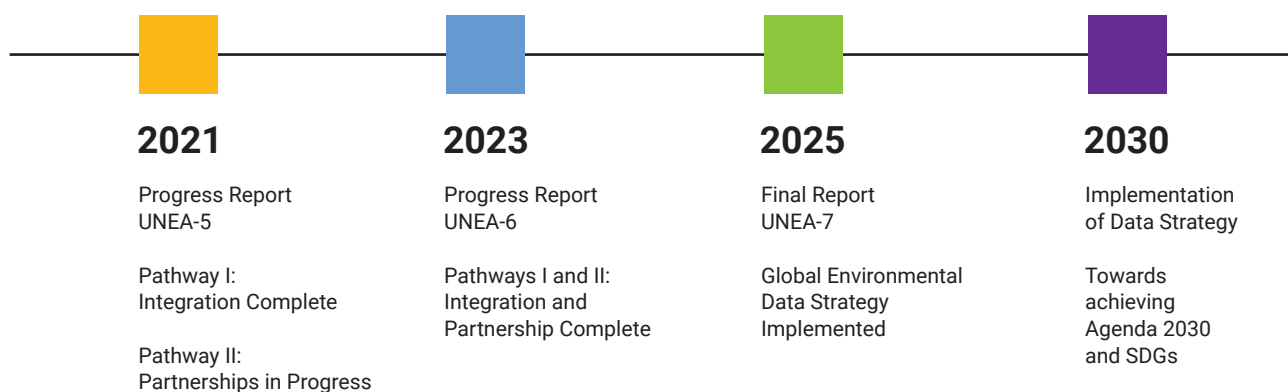 2021
Progress Report
UNEA-5
Pathway I:
Integration Complete
Pathway II:
Partnerships in Progress
2023
Progress Report
UNEA-6
Pathways I and II:
Integration and
Partnership Complete
2025
Final Report
UNEA-7
Global Environmental
Data Strategy
Implemented
2030
Implementation
of Data Strategy
Towards
achieving
Agenda 2030
and SDGs